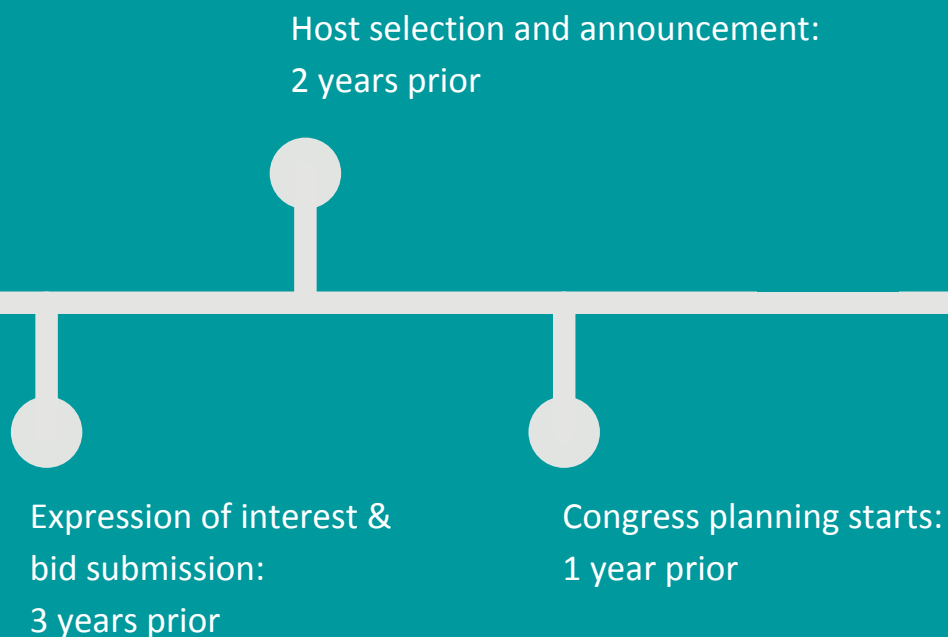 Host selection and announcement:
2 years prior
Expression of interest &
bid submission:
3 years prior
Congress planning starts:
1 year prior